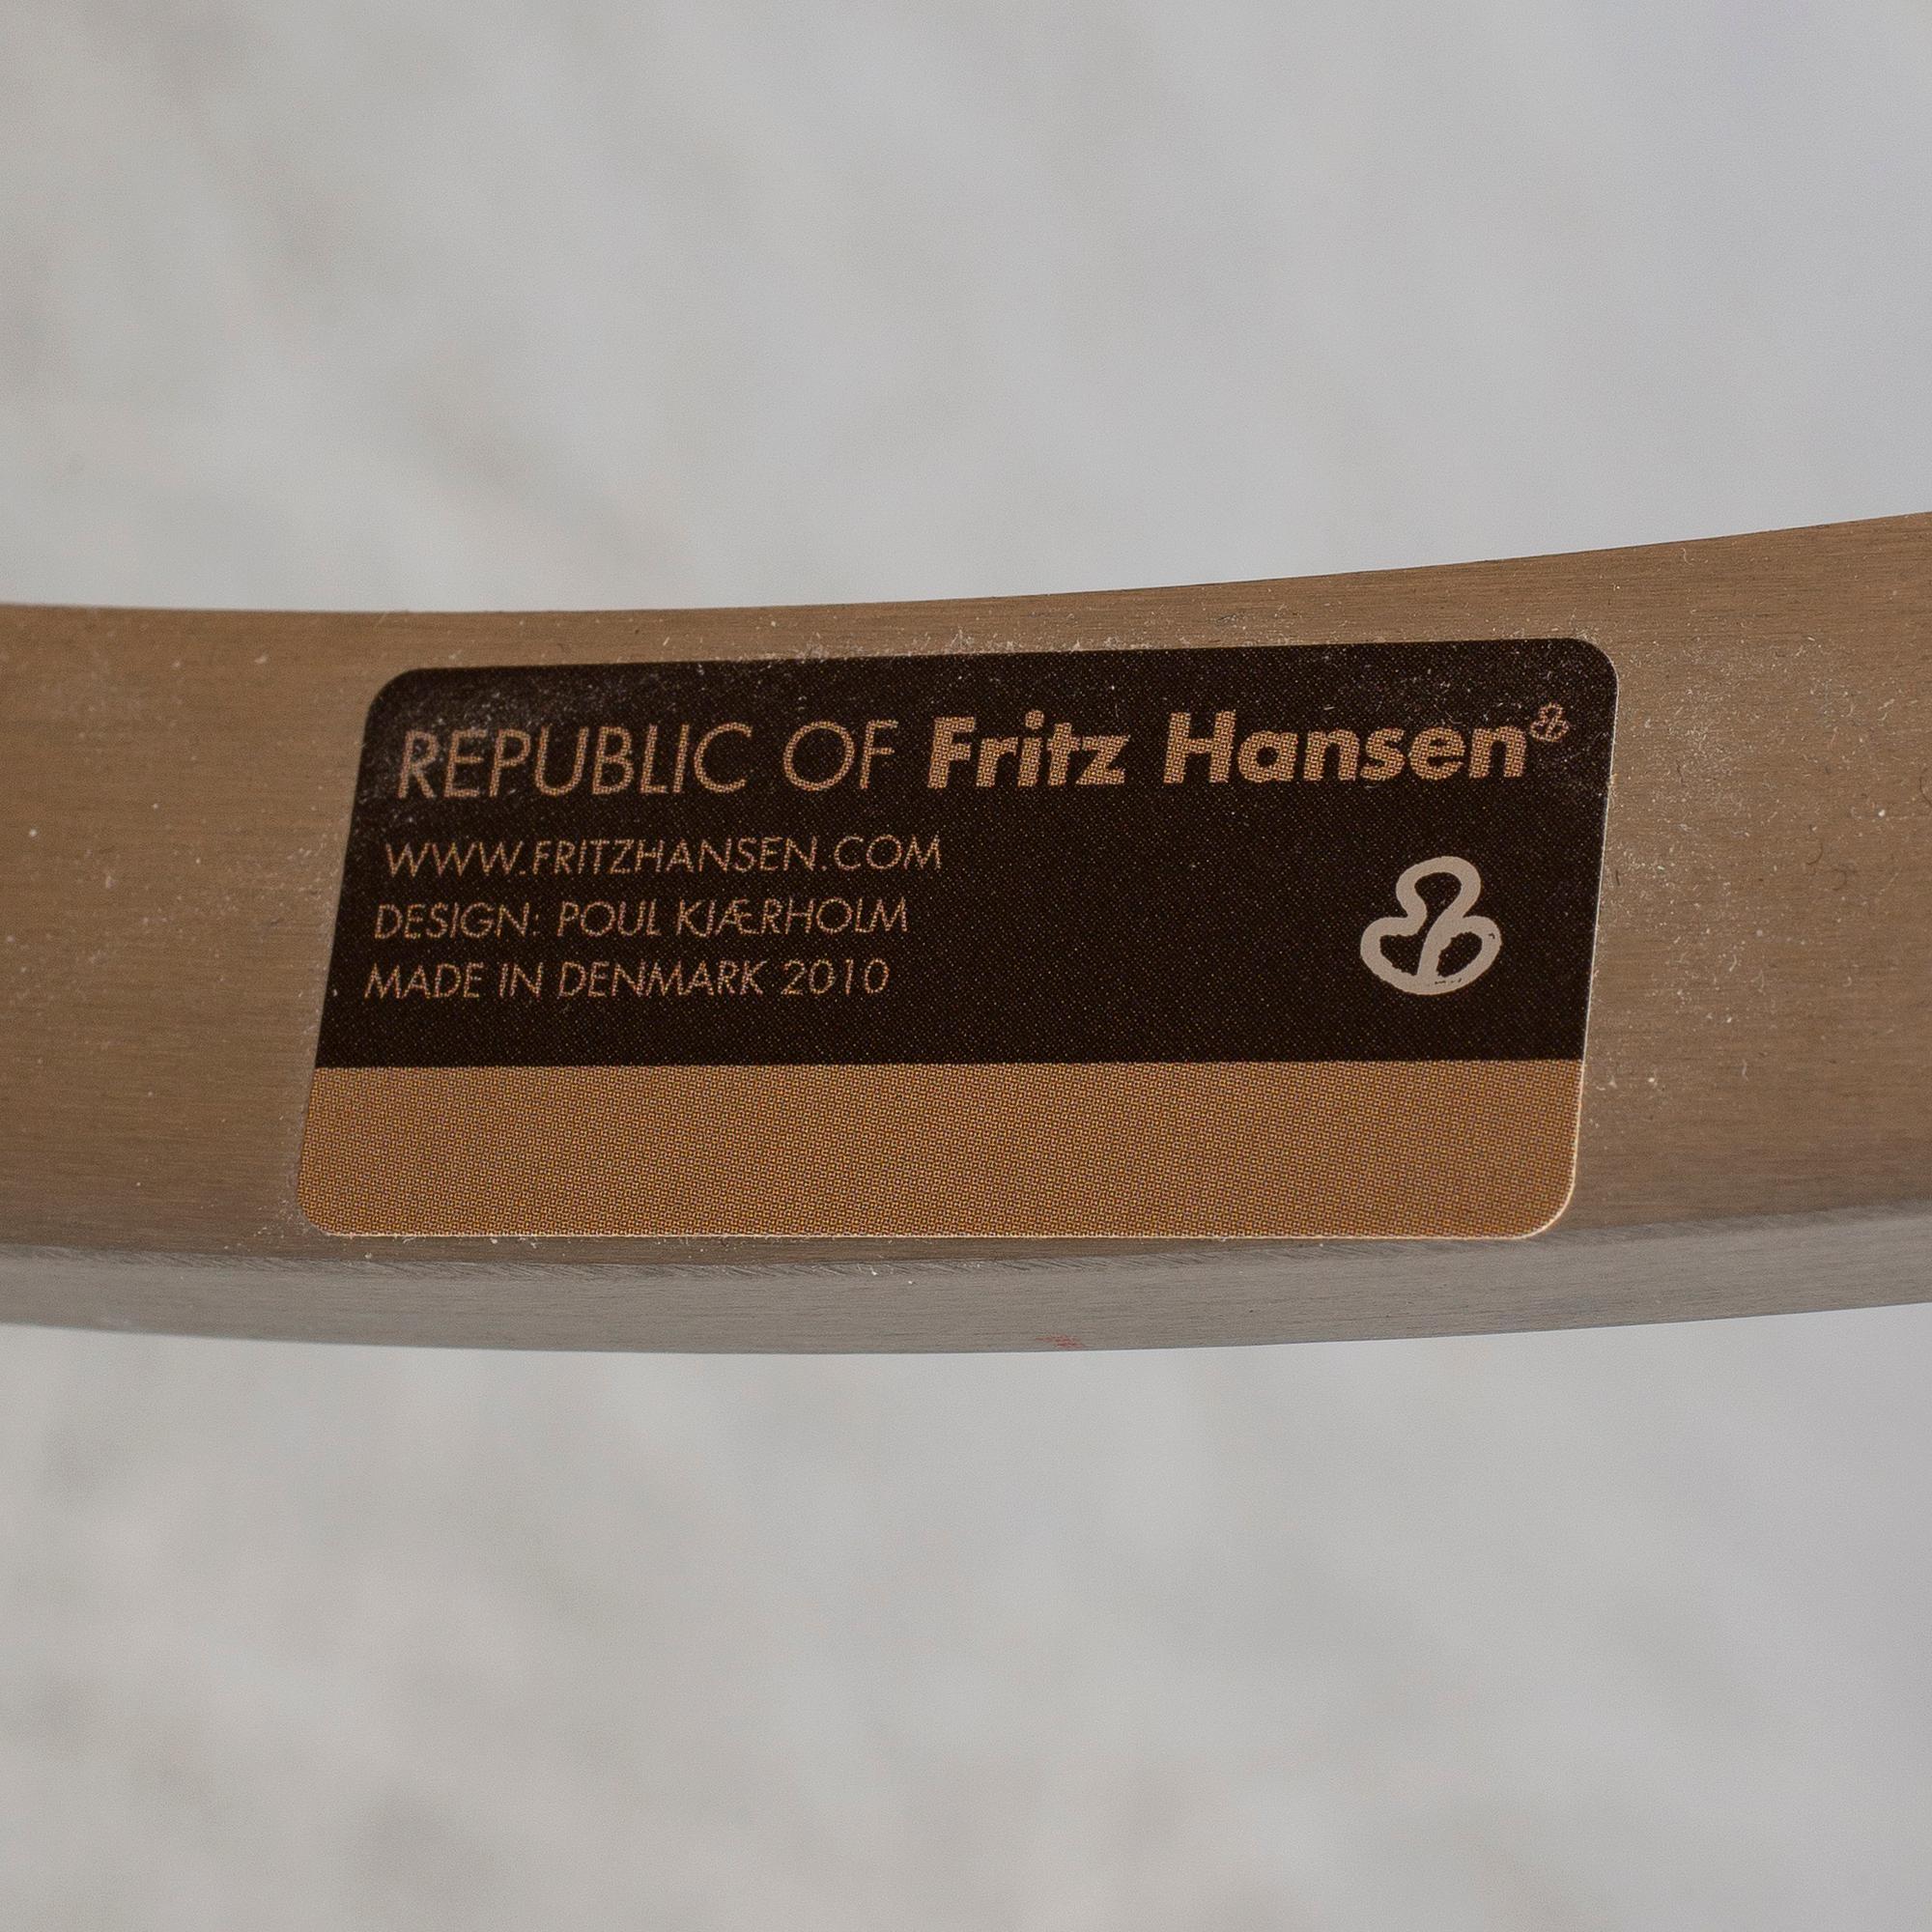 REPUBLIC OF Fritz Hansen
WWW.FRITZHANSEN.COM
DESIGN: POUL KJÆRHOLM
MADE IN DENMARK 2010